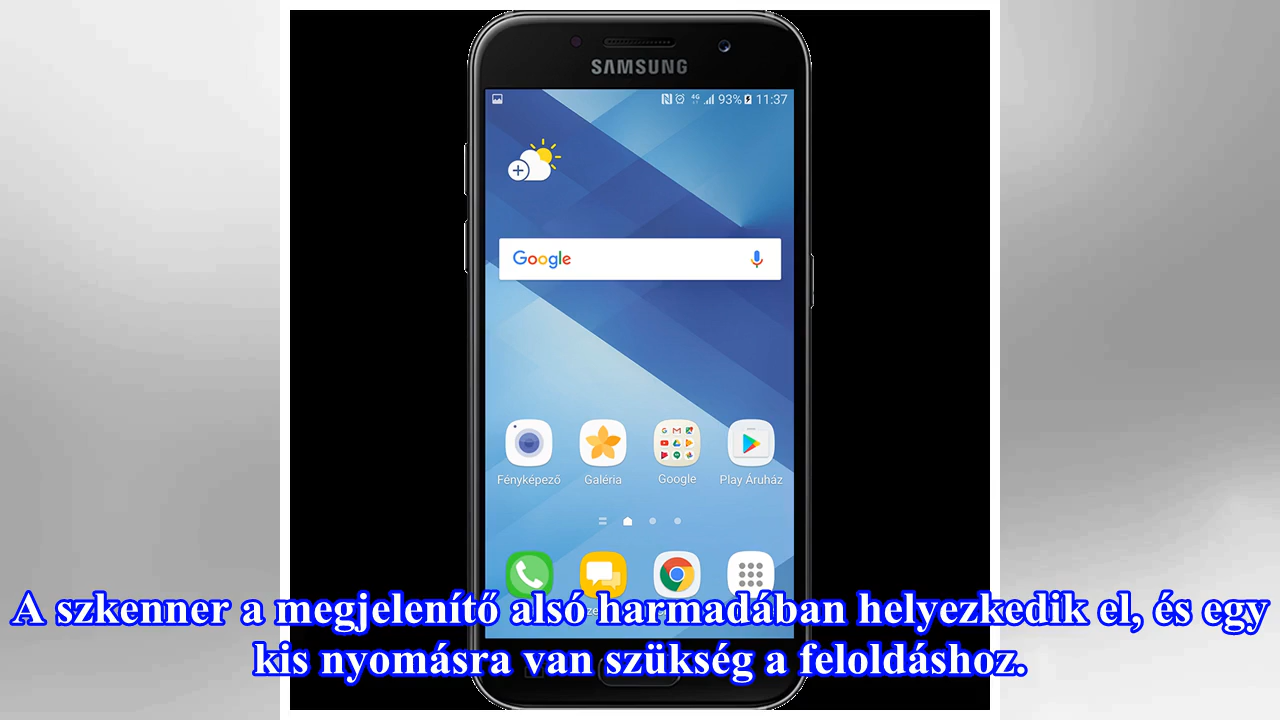 SAMSUNG
4G 93% 11:37
Google
Fényképező Galéria Google Play Áruház
A szkenner a megjelenítő alsó harmadában helyezkedik el, és egy
kis nyomásra van szükség a feloldáshoz.